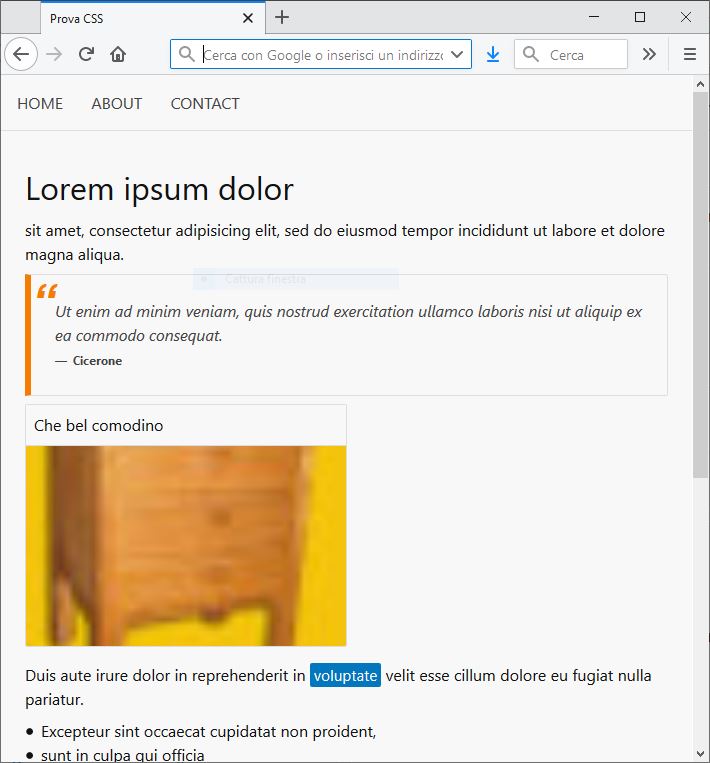 Prova CSS
Cerca con Google o inserisci un indirizzo
Cerca
HOME ABOUT CONTACT
Lorem ipsum dolor
sit amet, consectetur adipisicing elit, sed do eiusmod tempor incididunt ut labore et dolore
magna aliqua.
Cattura finestra
“
Ut enim ad minim veniam, quis nostrud exercitation ullamco laboris nisi ut aliquip ex
ea commodo consequat.
— Cicerone
Che bel comodino
Duis aute irure dolor in reprehenderit in voluptate velit esse cillum dolore eu fugiat nulla
pariatur.
● Excepteur sint occaecat cupidatat non proident,
● sunt in culpa qui officia